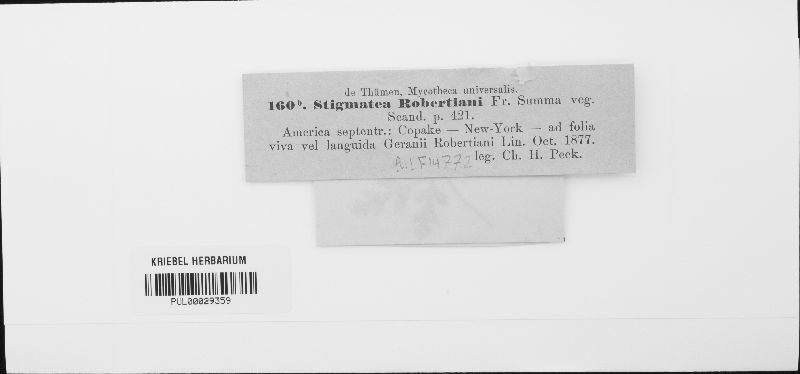 de Thümen, Mycotheca universalis.
160b. Stigmatea Robertiani Fr. Summa veg.
Scand. p. 421.
America septentr.: Copake — New-York — ad folia
viva vel languida Geranii Robertiani Lin. Oct. 1877.
leg. Ch. H. Peck.
KRIEBEL HERBARIUM
PUL00029359